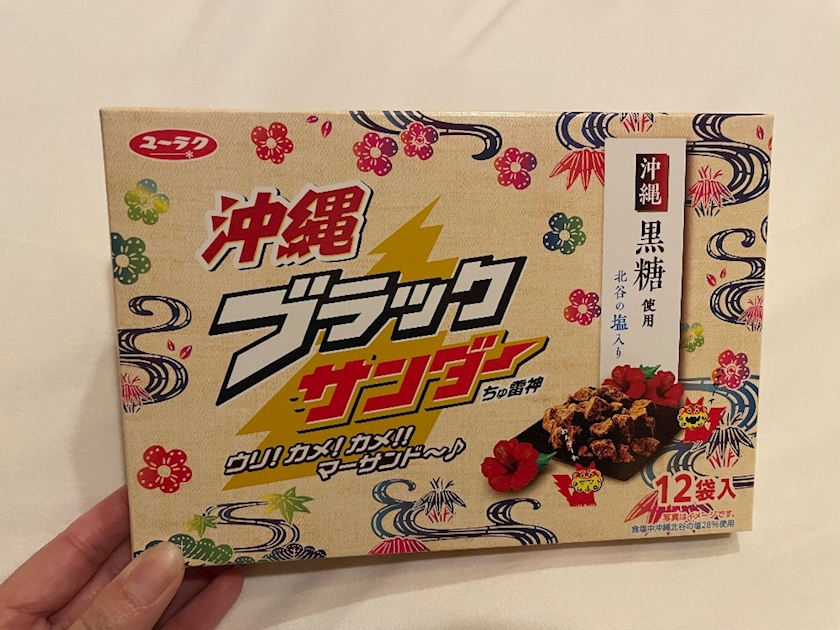 ユーラク
沖縄
ブラック
サンダー
ちゅ雷神
ウリ!カメ!カメ!!
マーサンド〜♪
沖縄
黒糖
使用
北谷の塩入り
12袋入
写真はイメージです。
食塩中沖縄北谷の塩28%使用